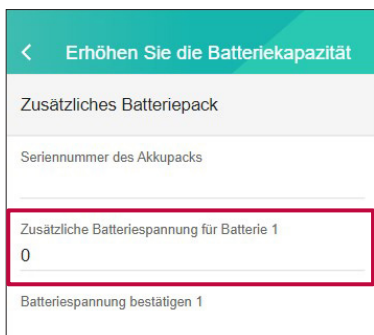 Erhöhen Sie die Batteriekapazität
Zusätzliches Batteriepack
Seriennummer des Akkupacks
Zusätzliche Batteriespannung für Batterie 1
0
Batteriespannung bestätigen 1